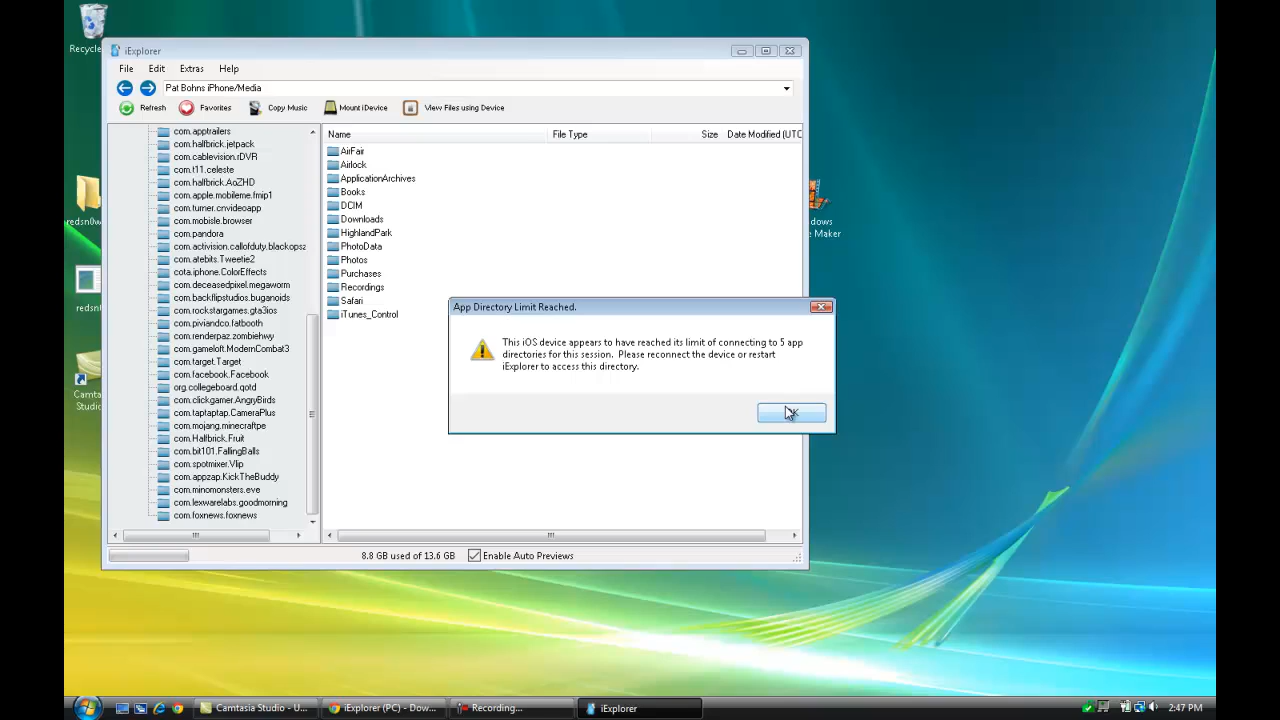 Recycle
iExplorer
File Edit Extras Help
Pat Bohns iPhone/Media
Refresh Favorites Copy Music Mount iDevice View Files using Device
Name File Type Size Date Modified (UTC
com.apptrailers
com.halfbrick.jetpack
com.cablevision.rDVR
com.t11.celeste
com.halfbrick.AoZHD
com.apple.mobileme.fmip1
com.turner.cnvideoapp
com.mobisle.browser
com.pandora
com.activision.callofduty.blackopsz
com.atebits.Tweetie2
cota.iphone.ColorEffects
com.deceasedpixel.megaworm
com.backflipstudios.buganoids
com.rockstargames.gta3ios
com.piviandco.fatbooth
com.renderpaz.zombiehwy
com.gameloft.ModernCombat3
com.target.Target
com.facebook.Facebook
org.collegeboard.qotd
com.clickgamer.AngryBirds
com.taptaptap.CameraPlus
com.mojang.minecraftpe
com.Halfbrick.Fruit
com.bit101.FallingBalls
com.spotmixer.Vlip
com.appzap.KickTheBuddy
com.minomonsters.eve
com.lexwarelabs.goodmorning
com.foxnews.foxnews
AirFair
Airlock
ApplicationArchives
Books
DCIM
Downloads
HighlandPark
PhotoData
Photos
Purchases
Recordings
Safari
iTunes_Control
App Directory Limit Reached.
This iOS device appears to have reached its limit of connecting to 5 app
directories for this session. Please reconnect the device or restart
iExplorer to access this directory.
8.8 GB used of 13.6 GB Enable Auto Previews
redsn0w
redsn0
Camtas
Studio
dows
e Maker
Camtasia Studio - U... iExplorer (PC) - Dow... Recording... iExplorer 2:47 PM